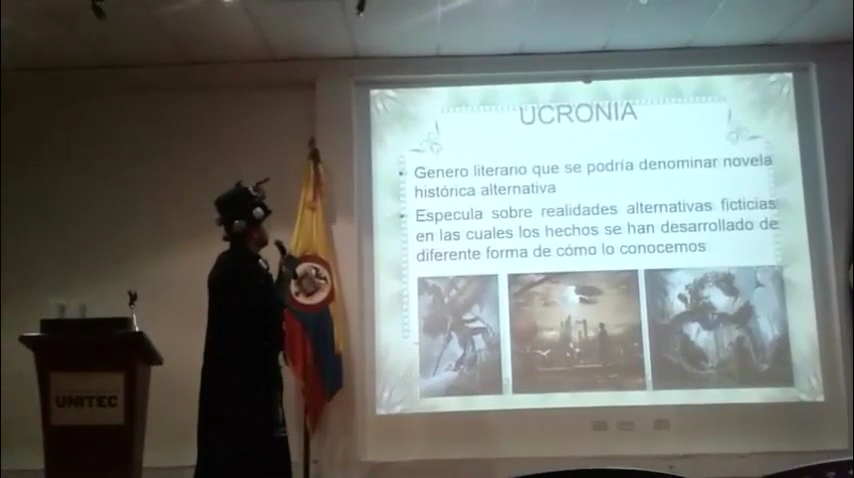 UCRONIA
• Genero literano que se podría denominar novela
histórica alternativa
• Especula sobre realidades alternativas ficticias
en las cuales los hechos se han desarrollado de
diferente forma de cómo lo conocemos
UNITEC